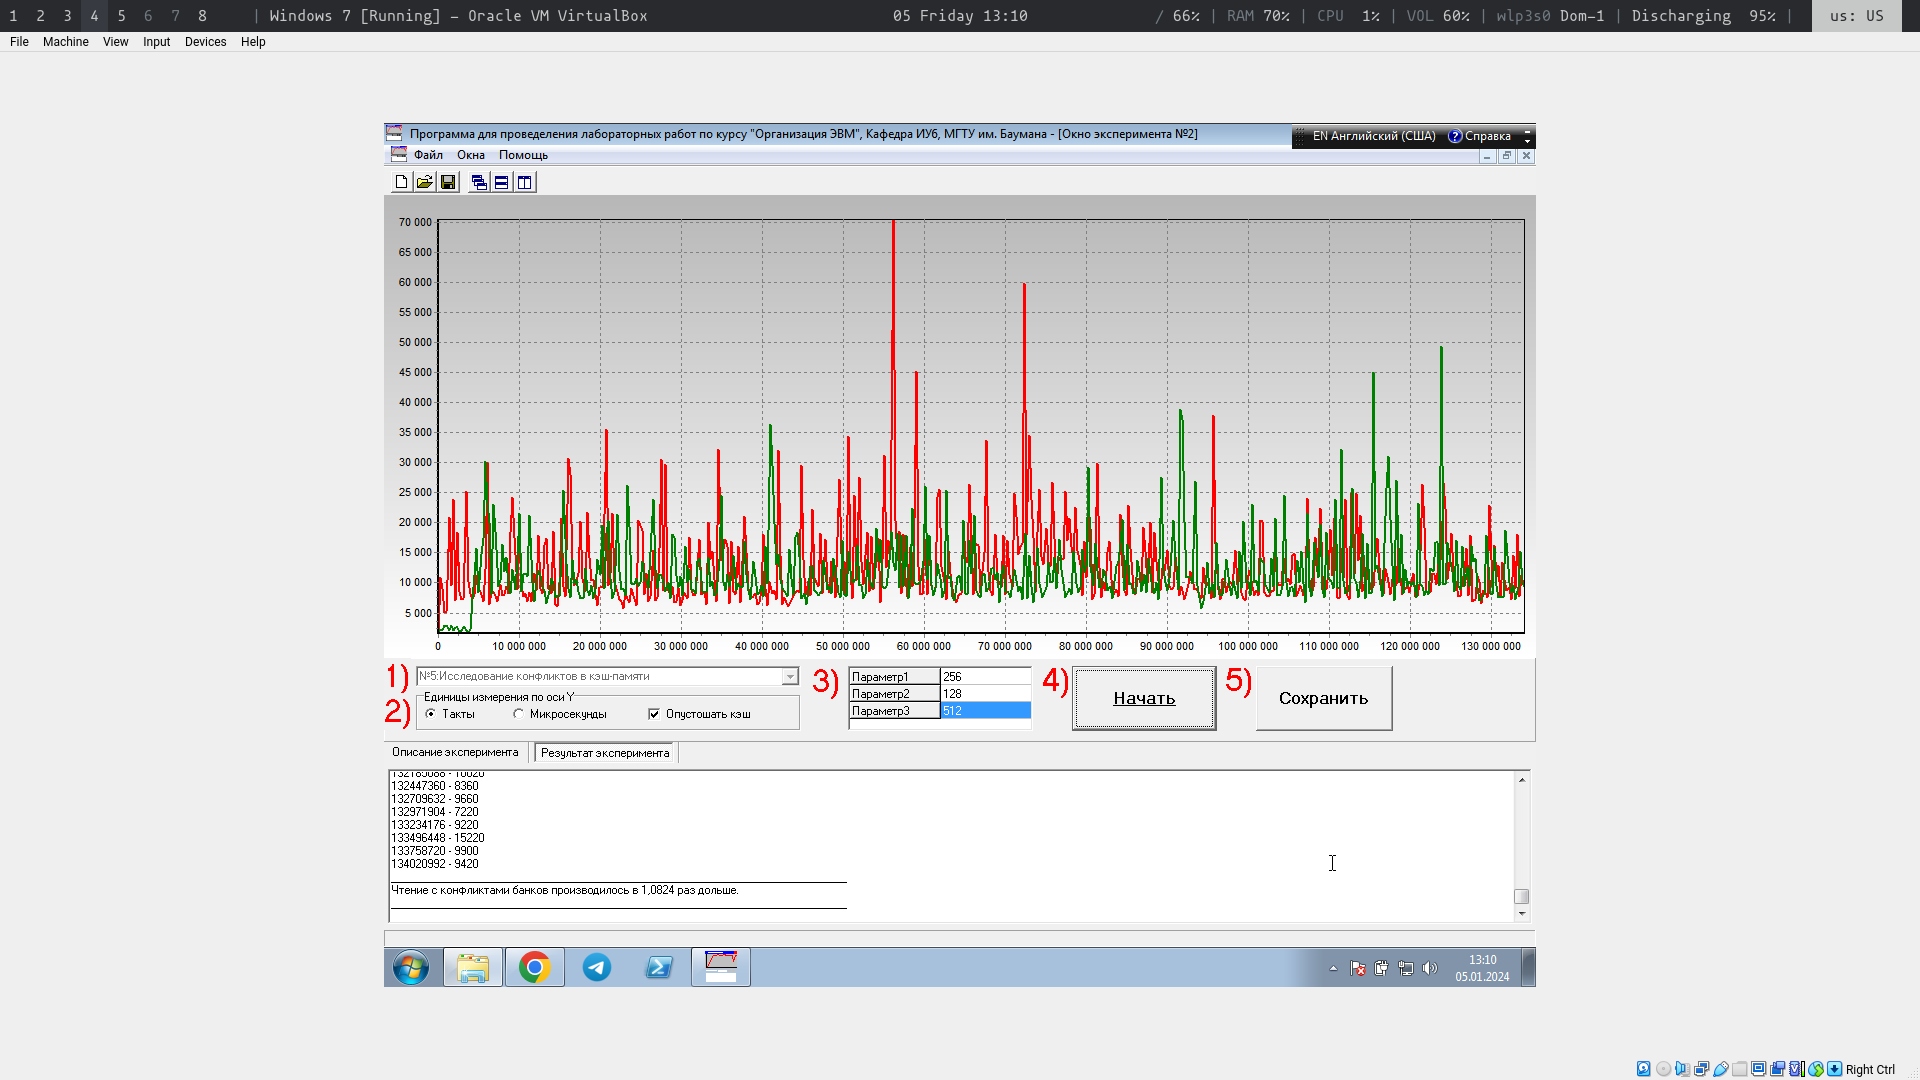 1 2 3 4 5 6 7 8 | Windows 7 [Running] – Oracle VM VirtualBox 05 Friday 13:10 / 66% | RAM 70% | CPU 1% | VOL 60% | wlp3s0 Dom-1 | Discharging 95% | us: US
File Machine View Input Devices Help
Программа для проведеления лабораторных работ по курсу "Организация ЭВМ", Кафедра ИУ6, МГТУ им. Баумана - [Окно эксперимента №2] EN Английский (США) Справка
Файл Окна Помощь
70 000
65 000
60 000
55 000
50 000
45 000
40 000
35 000
30 000
25 000
20 000
15 000
10 000
5 000
0 10 000 000 20 000 000 30 000 000 40 000 000 50 000 000 60 000 000 70 000 000 80 000 000 90 000 000 100 000 000 110 000 000 120 000 000 130 000 000
1) №5:Исследование конфликтов в кэш-памяти
2) Единицы измерения по оси Y
Такты Микросекунды Опустошать кэш
3) Параметр1 256
Параметр2 128
Параметр3 512
4) Начать
5) Сохранить
Описание эксперимента Результат эксперимента
132185088 - 10020
132447360 - 8360
132709632 - 9660
132971904 - 7220
133234176 - 9220
133496448 - 15220
133758720 - 9900
134020992 - 9420
Чтение с конфликтами банков производилось в 1,0824 раз дольше.
13:10
05.01.2024
Right Ctrl